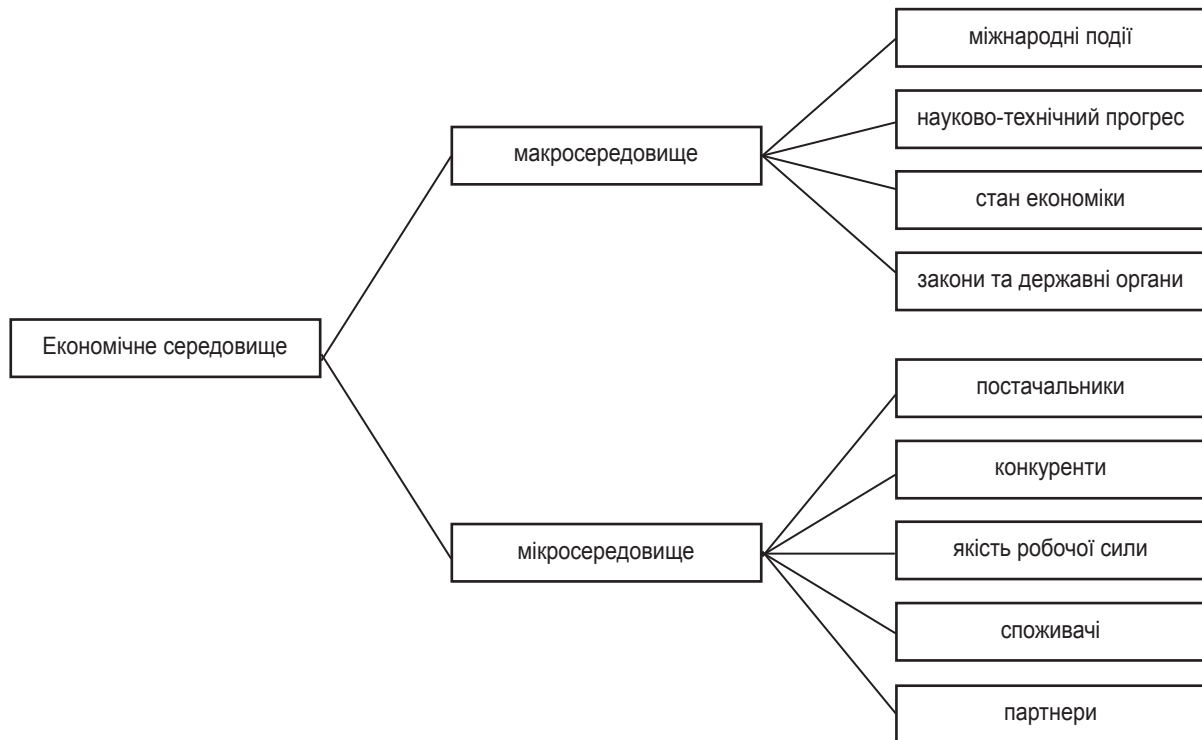 міжнародні події
науково-технічний прогрес
макросередовище
стан економіки
закони та державні органи
Економічне середовище
постачальники
конкуренти
мікросередовище
якість робочої сили
споживачі
партнери